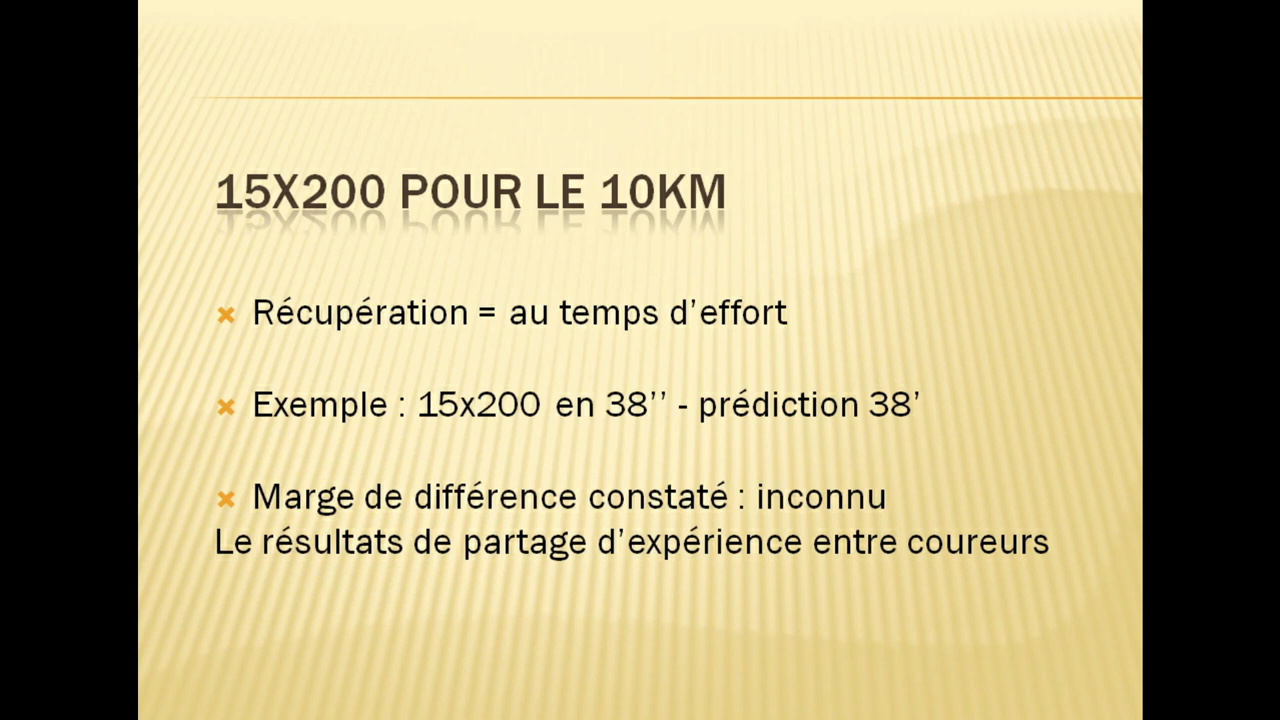 15X200 POUR LE 10KM
Récupération = au temps d’effort
Exemple : 15x200 en 38’’ - prédiction 38’
Marge de différence constaté : inconnu
Le résultats de partage d’expérience entre coureurs